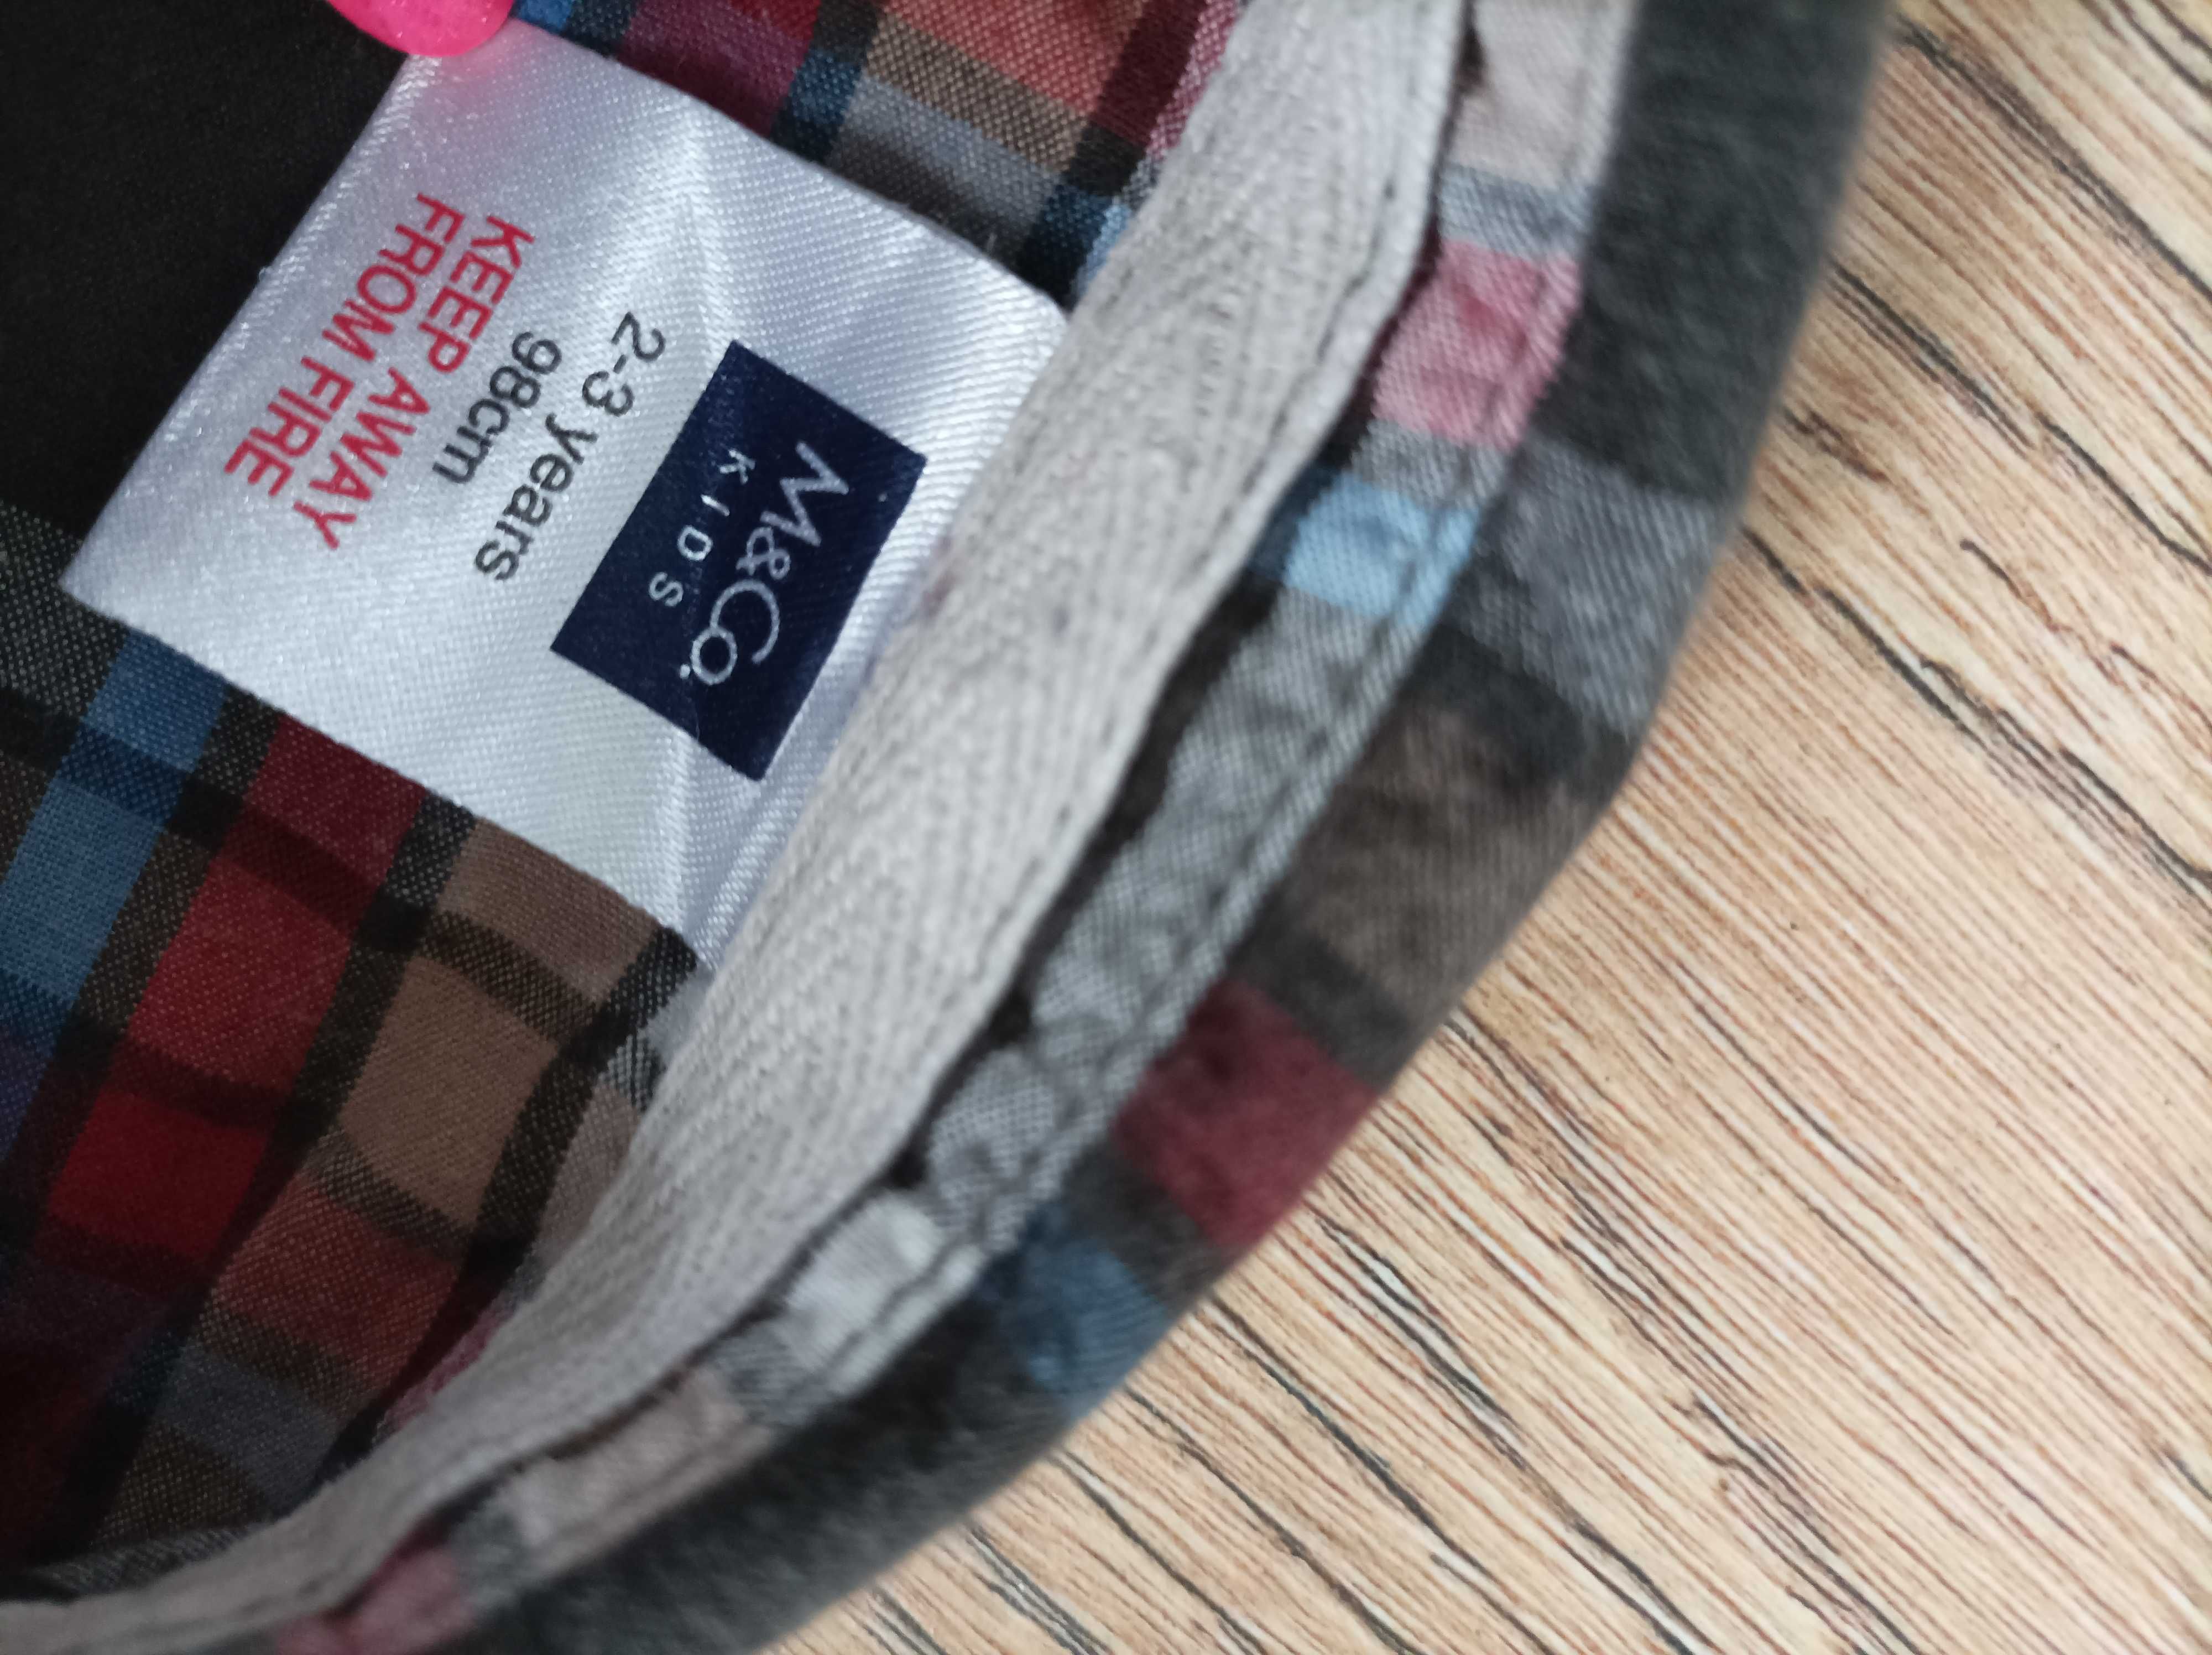 M&Co.
KIDS
2-3 years
98cm
KEEP AWAY
FROM FIRE